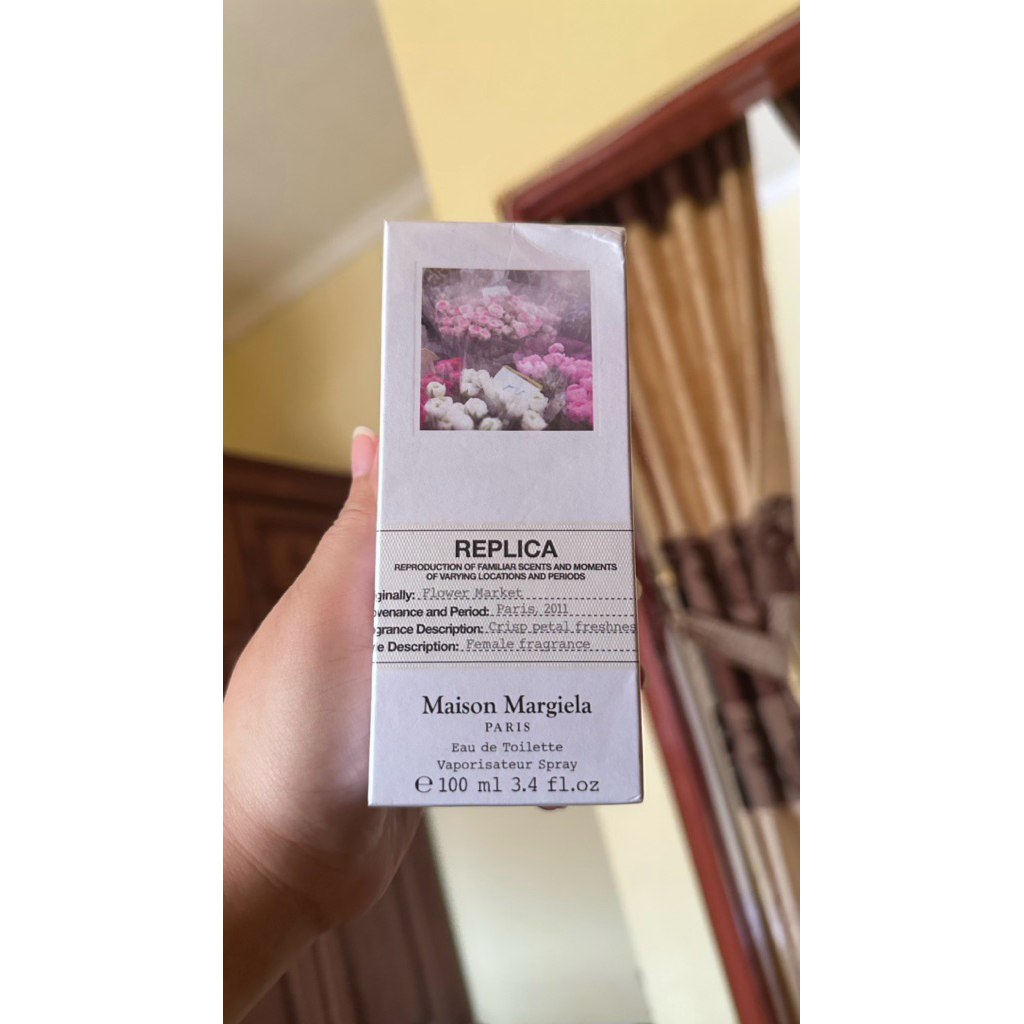 REPLICA
REPRODUCTION OF FAMILIAR SCENTS AND MOMENTS
OF VARYING LOCATIONS AND PERIODS
ginally: Flower Market
ovenance and Period: Paris, 2011
grance Description: Crisp petal freshnes
e Description: Female fragrance
Maison Margiela
PARIS
Eau de Toilette
Vaporisateur Spray
℮ 100 ml 3.4 fl.oz